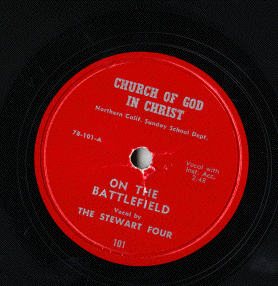 CHURCH OF GOD
IN CHRIST
Northern Calif. Sunday School Dept.
78-101-A
Vocal with
Inst. Acc.
2:48
ON THE
BATTLEFIELD
Vocal by
THE STEWART FOUR
101